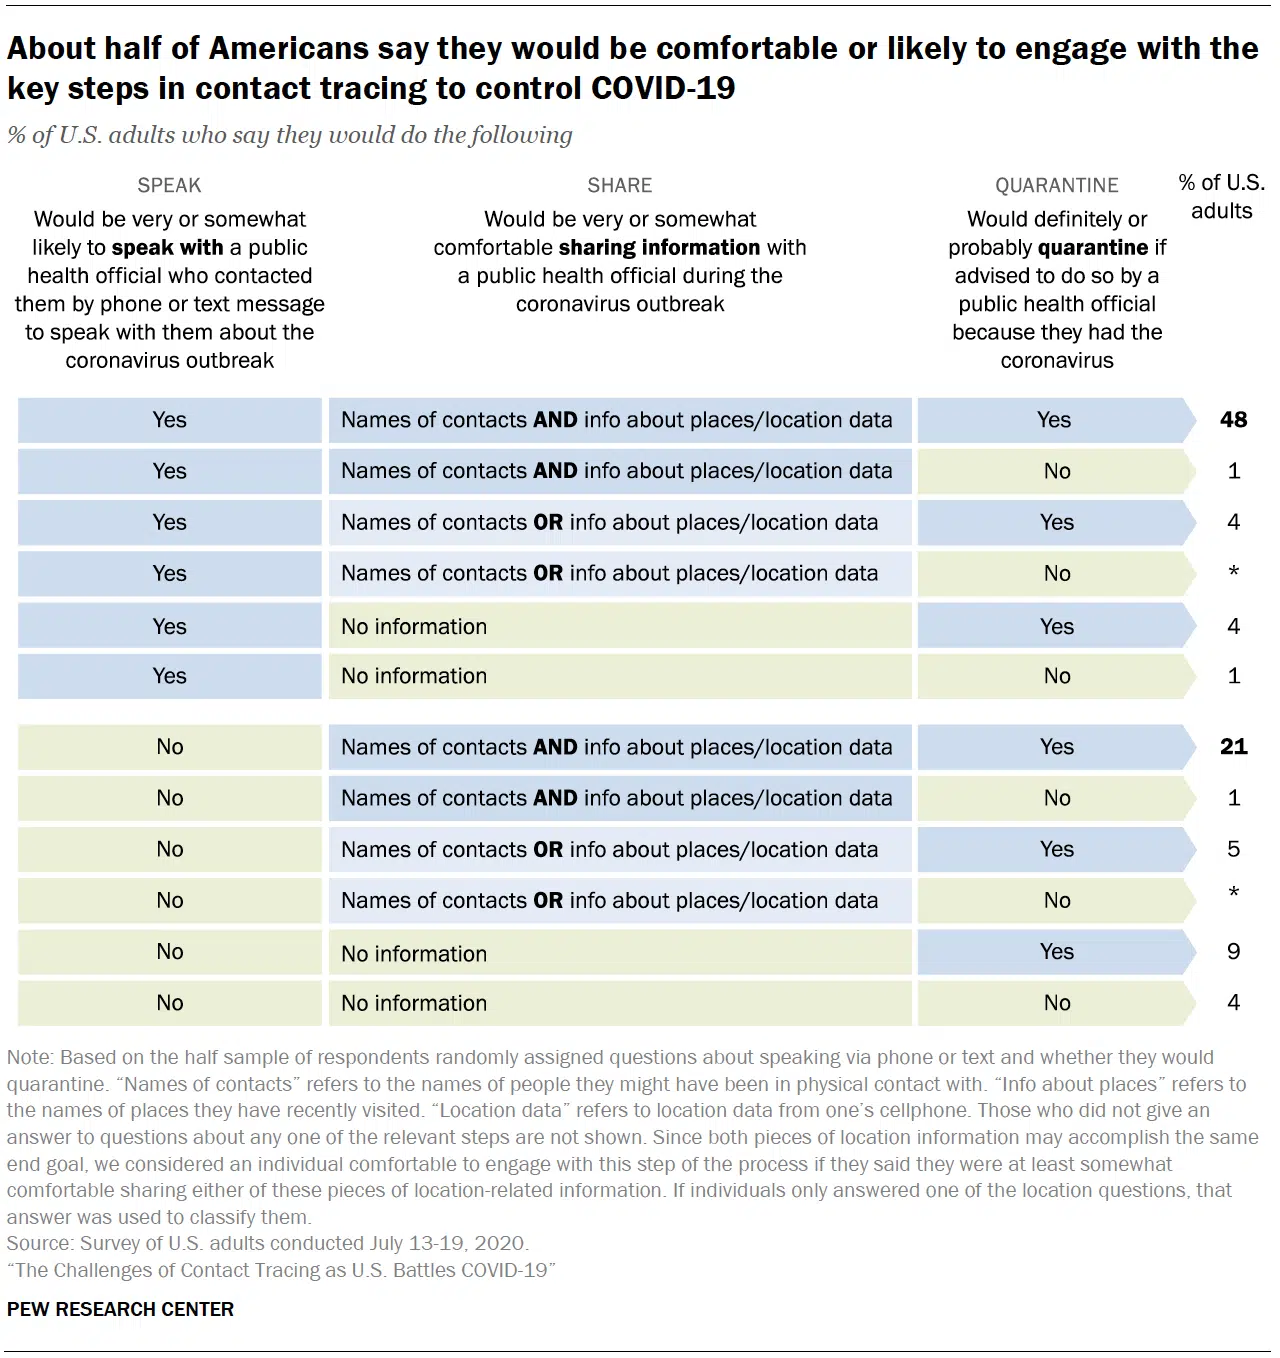 About half of Americans say they would be comfortable or likely to engage with the
key steps in contact tracing to control COVID-19
% of U.S. adults who say they would do the following
SPEAK
Would be very or somewhat
likely to speak with a public
health official who contacted
them by phone or text message
to speak with them about the
coronavirus outbreak
SHARE
Would be very or somewhat
comfortable sharing information with
a public health official during the
coronavirus outbreak
QUARANTINE
Would definitely or
probably quarantine if
advised to do so by a
public health official
because they had the
coronavirus
% of U.S.
adults
Yes Names of contacts AND info about places/location data Yes 48
Yes Names of contacts AND info about places/location data No 1
Yes Names of contacts OR info about places/location data Yes 4
Yes Names of contacts OR info about places/location data No *
Yes No information Yes 4
Yes No information No 1
No Names of contacts AND info about places/location data Yes 21
No Names of contacts AND info about places/location data No 1
No Names of contacts OR info about places/location data Yes 5
No Names of contacts OR info about places/location data No *
No No information Yes 9
No No information No 4
Note: Based on the half sample of respondents randomly assigned questions about speaking via phone or text and whether they would
quarantine. “Names of contacts” refers to the names of people they might have been in physical contact with. “Info about places” refers to
the names of places they have recently visited. “Location data” refers to location data from one’s cellphone. Those who did not give an
answer to questions about any one of the relevant steps are not shown. Since both pieces of location information may accomplish the same
end goal, we considered an individual comfortable to engage with this step of the process if they said they were at least somewhat
comfortable sharing either of these pieces of location-related information. If individuals only answered one of the location questions, that
answer was used to classify them.
Source: Survey of U.S. adults conducted July 13-19, 2020.
“The Challenges of Contact Tracing as U.S. Battles COVID-19”
PEW RESEARCH CENTER